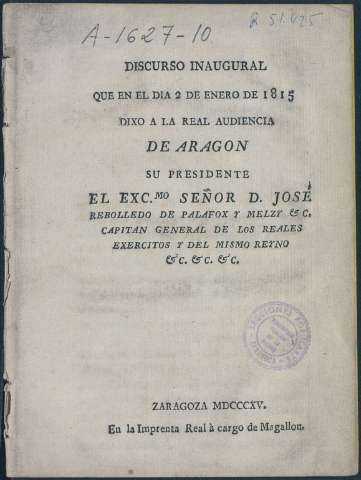 A-1627-10
R 51.425
DISCURSO INAUGURAL
QUE EN EL DIA 2 DE ENERO DE 1815
DIXO A LA REAL AUDIENCIA
DE ARAGON
SU PRESIDENTE
EL EXC.MO SEÑOR D. JOSÉ
REBOLLEDO DE PALAFOX Y MELZY &C.
CAPITAN GENERAL DE LOS REALES
EXERCITOS Y DEL MISMO REYNO
&C. &C. &C.
ZARAGOZA MDCCCXV.
En la Imprenta Real à cargo de Magallon.